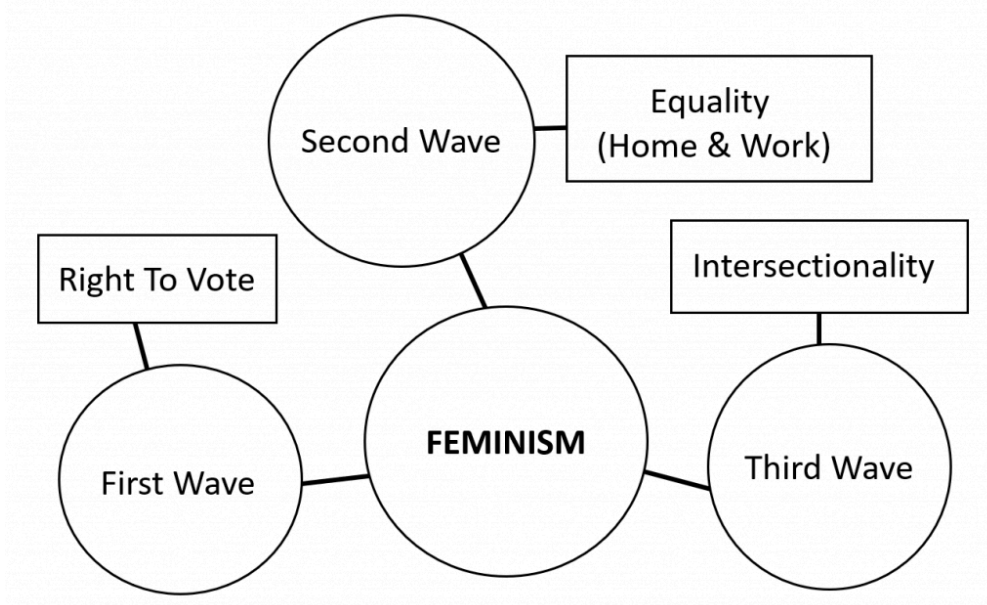 Second Wave
Equality
(Home & Work)
Right To Vote
Intersectionality
First Wave
FEMINISM
Third Wave